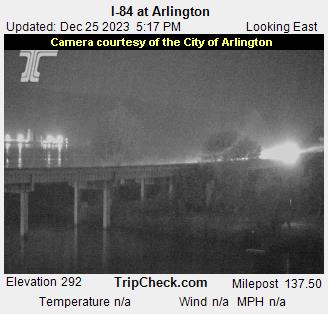 I-84 at Arlington
Updated: Dec 25 2023 5:17 PM Looking East
Camera courtesy of the City of Arlington
Elevation 292 TripCheck.com Milepost 137.50
Temperature n/a Wind n/a MPH n/a